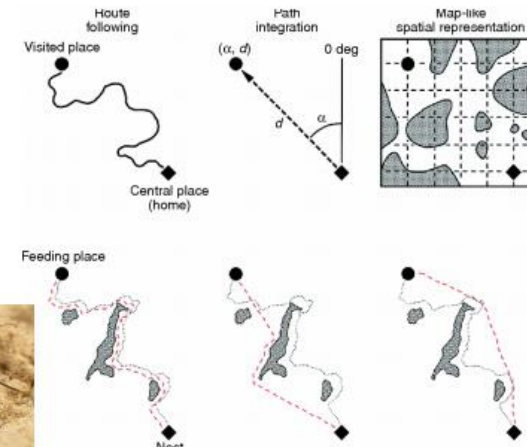 Route
following
Path
integration
Map-like
spatial representation
Visited place
(α, d)
0 deg
d
α
Central place
(home)
Feeding place
Nest